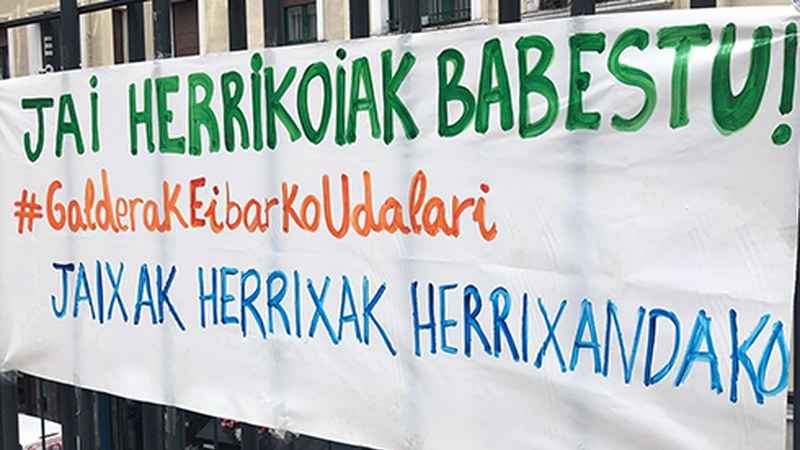 JAI HERRIKOIAK BABESTU!
#GalderaKEibarKoUdalari
JAIXAK HERRIXAK HERRIXANDAKO